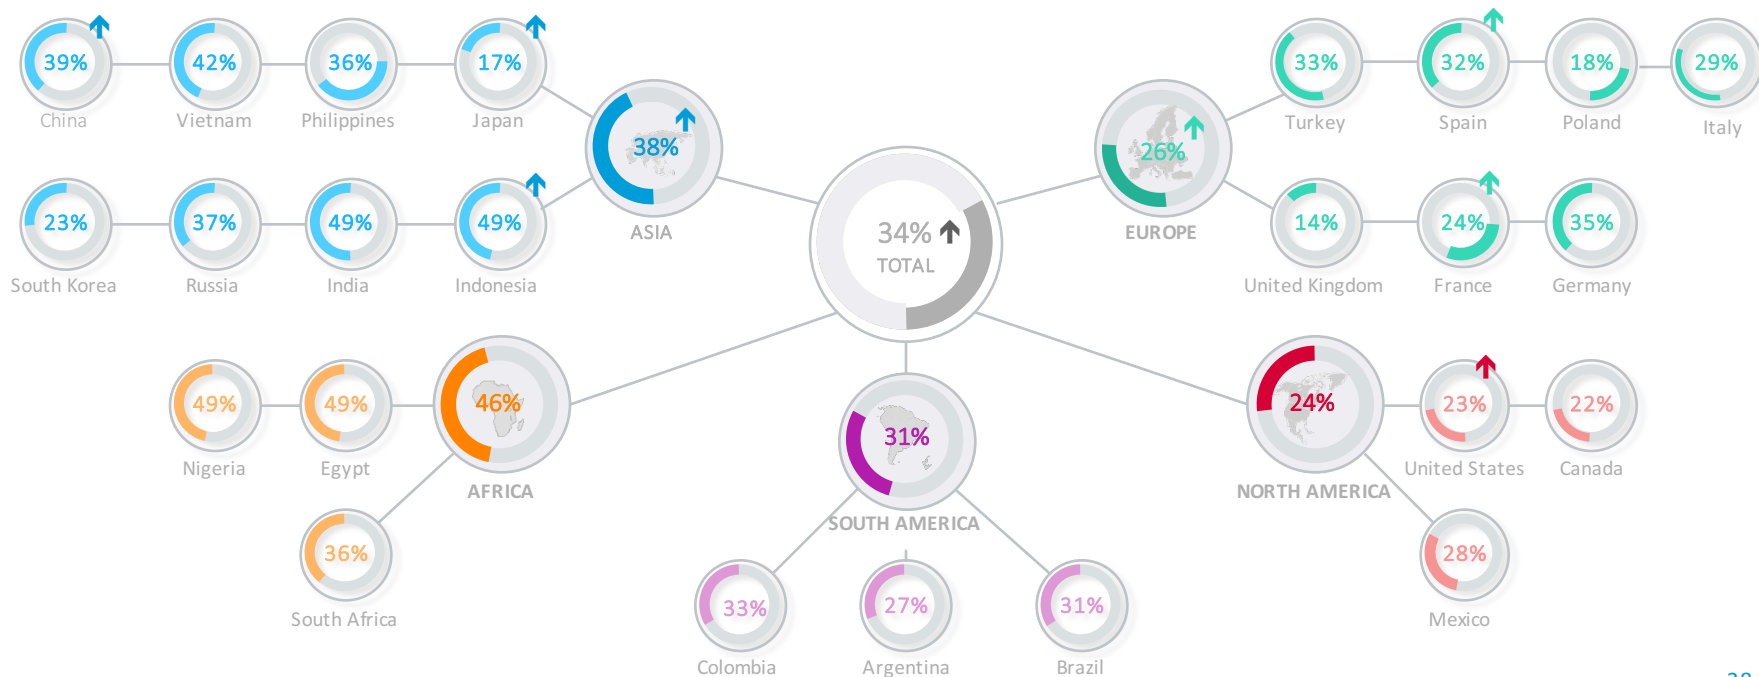 39%
42%
36%
17%
China
Vietnam
Philippines
Japan
38%
ASIA
23%
37%
49%
49%
South Korea
Russia
India
Indonesia
34%
TOTAL
33%
32%
18%
29%
Turkey
Spain
Poland
Italy
26%
EUROPE
14%
24%
35%
United Kingdom
France
Germany
49%
49%
46%
Nigeria
Egypt
AFRICA
36%
South Africa
31%
SOUTH AMERICA
33%
27%
31%
Colombia
Argentina
Brazil
24%
NORTH AMERICA
23%
22%
United States
Canada
28%
Mexico